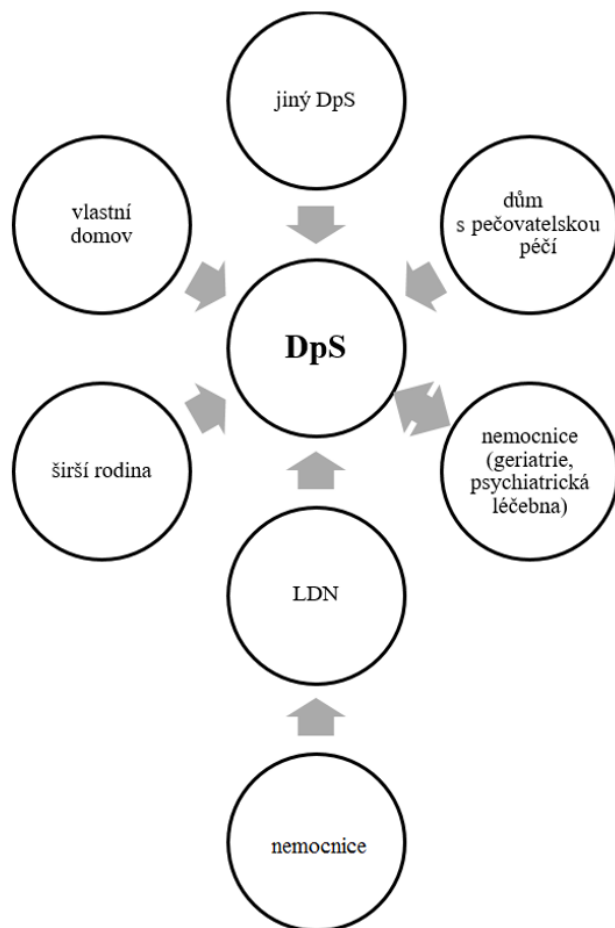 jiný DpS
vlastní
domov
dům
s pečovatelskou
péčí
DpS
širší rodina
nemocnice
(geriatrie,
psychiatrická
léčebna)
LDN
nemocnice